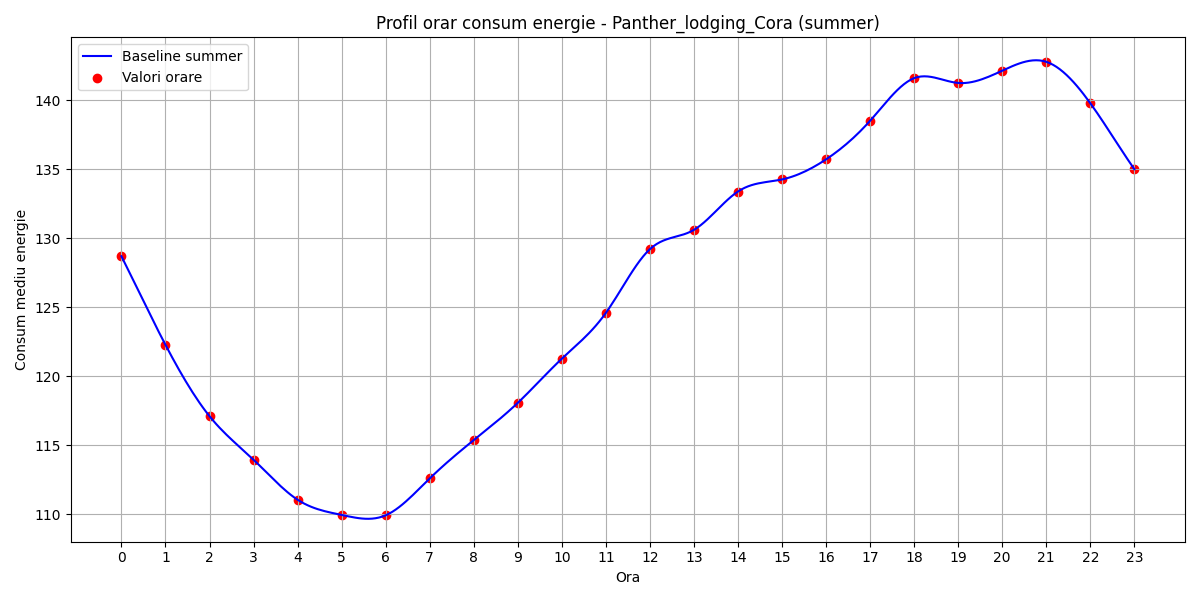 Profil orar consum energie - Panther_lodging_Cora (summer)
Baseline summer
Valori orare
Consum mediu energie
140
135
130
125
120
115
110
0 1 2 3 4 5 6 7 8 9 10 11 12 13 14 15 16 17 18 19 20 21 22 23
Ora